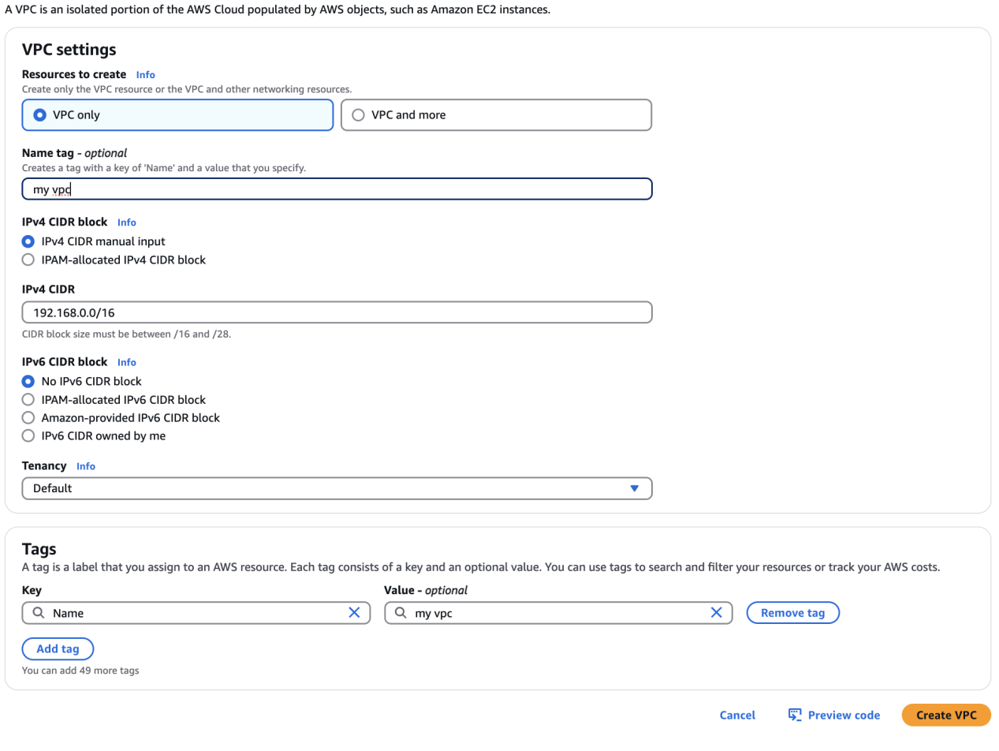 A VPC is an isolated portion of the AWS Cloud populated by AWS objects, such as Amazon EC2 instances.
VPC settings
Resources to create Info
Create only the VPC resource or the VPC and other networking resources.
VPC only VPC and more
Name tag - optional
Creates a tag with a key of 'Name' and a value that you specify.
my vpc
IPv4 CIDR block Info
IPv4 CIDR manual input
IPAM-allocated IPv4 CIDR block
IPv4 CIDR
192.168.0.0/16
CIDR block size must be between /16 and /28.
IPv6 CIDR block Info
No IPv6 CIDR block
IPAM-allocated IPv6 CIDR block
Amazon-provided IPv6 CIDR block
IPv6 CIDR owned by me
Tenancy Info
Default
Tags
A tag is a label that you assign to an AWS resource. Each tag consists of a key and an optional value. You can use tags to search and filter your resources or track your AWS costs.
Key Value - optional
Name my vpc Remove tag
Add tag
You can add 49 more tags
Cancel Preview code Create VPC